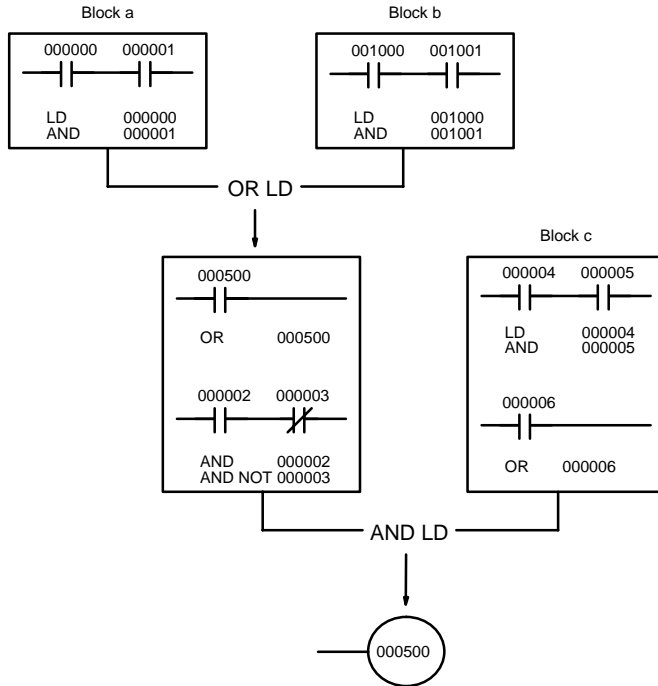 Block a
000000 000001
LD 000000
AND 000001
Block b
001000 001001
LD 001000
AND 001001
OR LD
000500
OR 000500
000002 000003
AND 000002
AND NOT 000003
Block c
000004 000005
LD 000004
AND 000005
000006
OR 000006
AND LD
000500